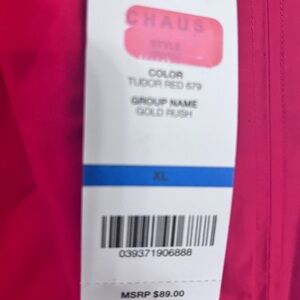 CHAUS
STYLE
COLOR
TUDOR RED 679
GROUP NAME
GOLD RUSH
XL
039371906888
MSRP $89.00